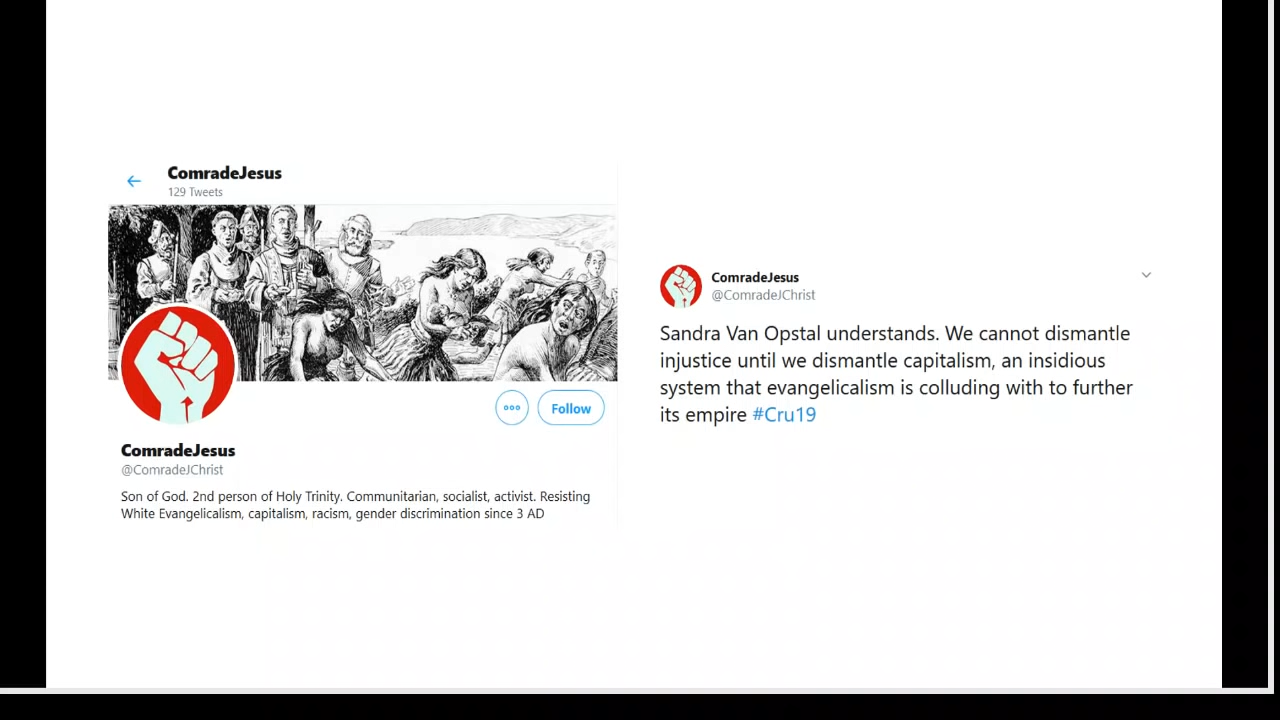 ComradeJesus
129 Tweets
Follow
ComradeJesus
@ComradeJChrist
Son of God. 2nd person of Holy Trinity. Communitarian, socialist, activist. Resisting
White Evangelicalism, capitalism, racism, gender discrimination since 3 AD
ComradeJesus
@ComradeJChrist
Sandra Van Opstal understands. We cannot dismantle
injustice until we dismantle capitalism, an insidious
system that evangelicalism is colluding with to further
its empire #Cru19